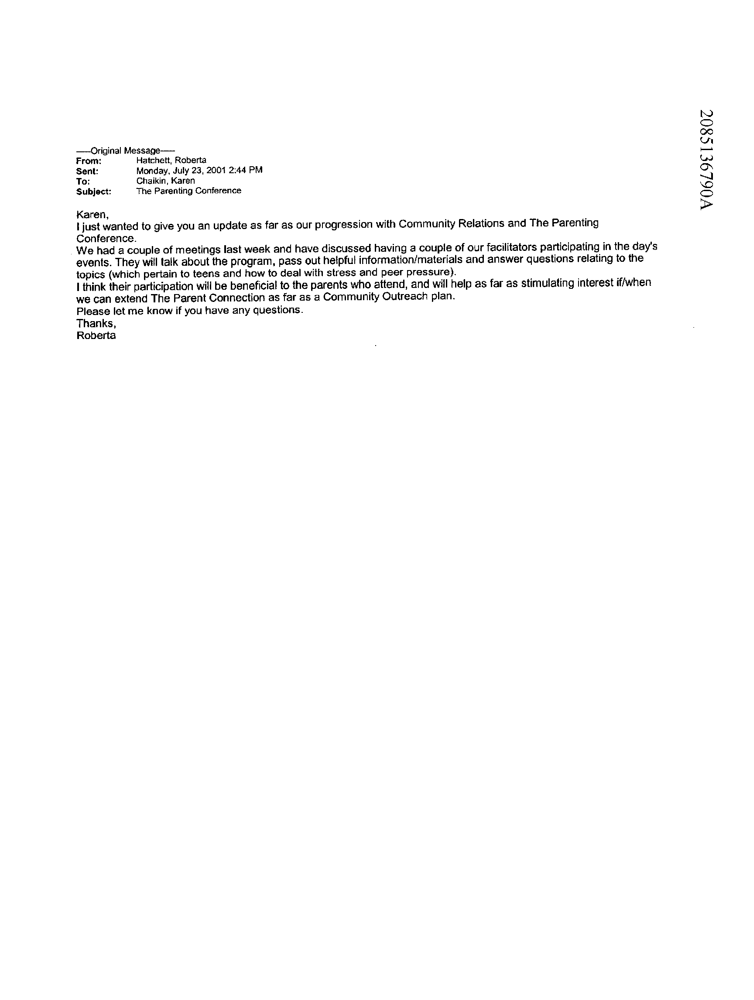 -----Original Message-----
From: Hatchett, Roberta
Sent: Monday, July 23, 2001 2:44 PM
To: Chaikin, Karen
Subject: The Parenting Conference
Karen,
I just wanted to give you an update as far as our progression with Community Relations and The Parenting
Conference.
We had a couple of meetings last week and have discussed having a couple of our facilitators participating in the day's
events. They will talk about the program, pass out helpful information/materials and answer questions relating to the
topics (which pertain to teens and how to deal with stress and peer pressure).
I think their participation will be beneficial to the parents who attend, and will help as far as stimulating interest if/when
we can extend The Parent Connection as far as a Community Outreach plan.
Please let me know if you have any questions.
Thanks,
Roberta
2085136790A